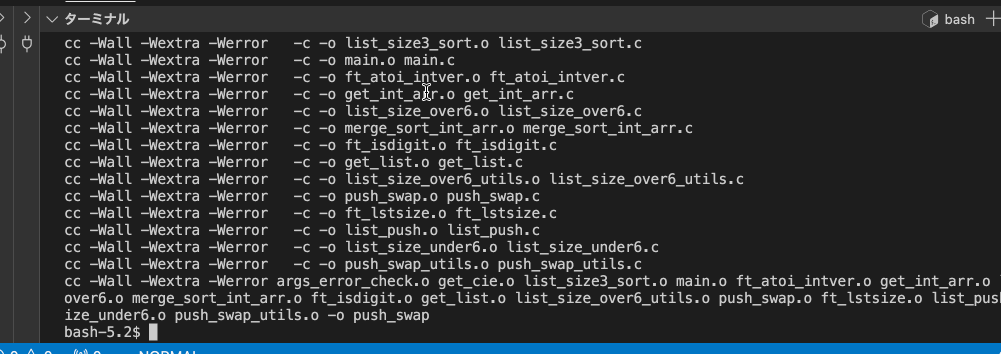 ターミナル
bash
cc -Wall -Wextra -Werror   -c -o list_size3_sort.o list_size3_sort.c
cc -Wall -Wextra -Werror   -c -o main.o main.c
cc -Wall -Wextra -Werror   -c -o ft_atoi_intver.o ft_atoi_intver.c
cc -Wall -Wextra -Werror   -c -o get_int_arr.o get_int_arr.c
cc -Wall -Wextra -Werror   -c -o list_size_over6.o list_size_over6.c
cc -Wall -Wextra -Werror   -c -o merge_sort_int_arr.o merge_sort_int_arr.c
cc -Wall -Wextra -Werror   -c -o ft_isdigit.o ft_isdigit.c
cc -Wall -Wextra -Werror   -c -o get_list.o get_list.c
cc -Wall -Wextra -Werror   -c -o list_size_over6_utils.o list_size_over6_utils.c
cc -Wall -Wextra -Werror   -c -o push_swap.o push_swap.c
cc -Wall -Wextra -Werror   -c -o ft_lstsize.o ft_lstsize.c
cc -Wall -Wextra -Werror   -c -o list_push.o list_push.c
cc -Wall -Wextra -Werror   -c -o list_size_under6.o list_size_under6.c
cc -Wall -Wextra -Werror   -c -o push_swap_utils.o push_swap_utils.c
cc -Wall -Wextra -Werror args_error_check.o get_cie.o list_size3_sort.o main.o ft_atoi_intver.o get_int_arr.o
over6.o merge_sort_int_arr.o ft_isdigit.o get_list.o list_size_over6_utils.o push_swap.o ft_lstsize.o list_pus
ize_under6.o push_swap_utils.o -o push_swap
bash-5.2$